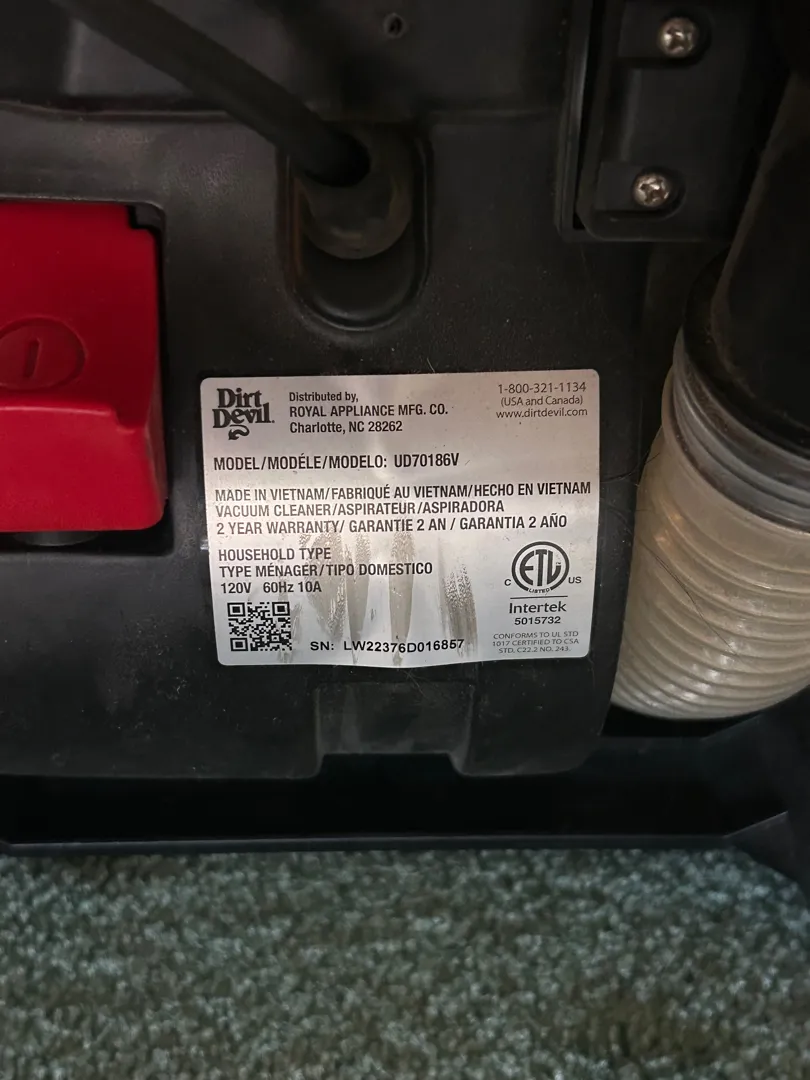 Dirt
Devil.
Distributed by,
ROYAL APPLIANCE MFG. CO.
Charlotte, NC 28262
1-800-321-1134
(USA and Canada)
www.dirtdevil.com
MODEL/MODÉLE/MODELO: UD70186V
MADE IN VIETNAM/FABRIQUÉ AU VIETNAM/HECHO EN VIETNAM
VACUUM CLEANER/ASPIRATEUR/ASPIRADORA
2 YEAR WARRANTY/ GARANTIE 2 AN / GARANTIA 2 AÑO
HOUSEHOLD TYPE
TYPE MÉNAGER/TIPO DOMESTICO
120V 60Hz 10A
SN: LW22376D016857
C ETL US
LISTED
Intertek
5015732
CONFORMS TO UL STD
1017 CERTIFIED TO CSA
STD, C22.2 NO. 243.